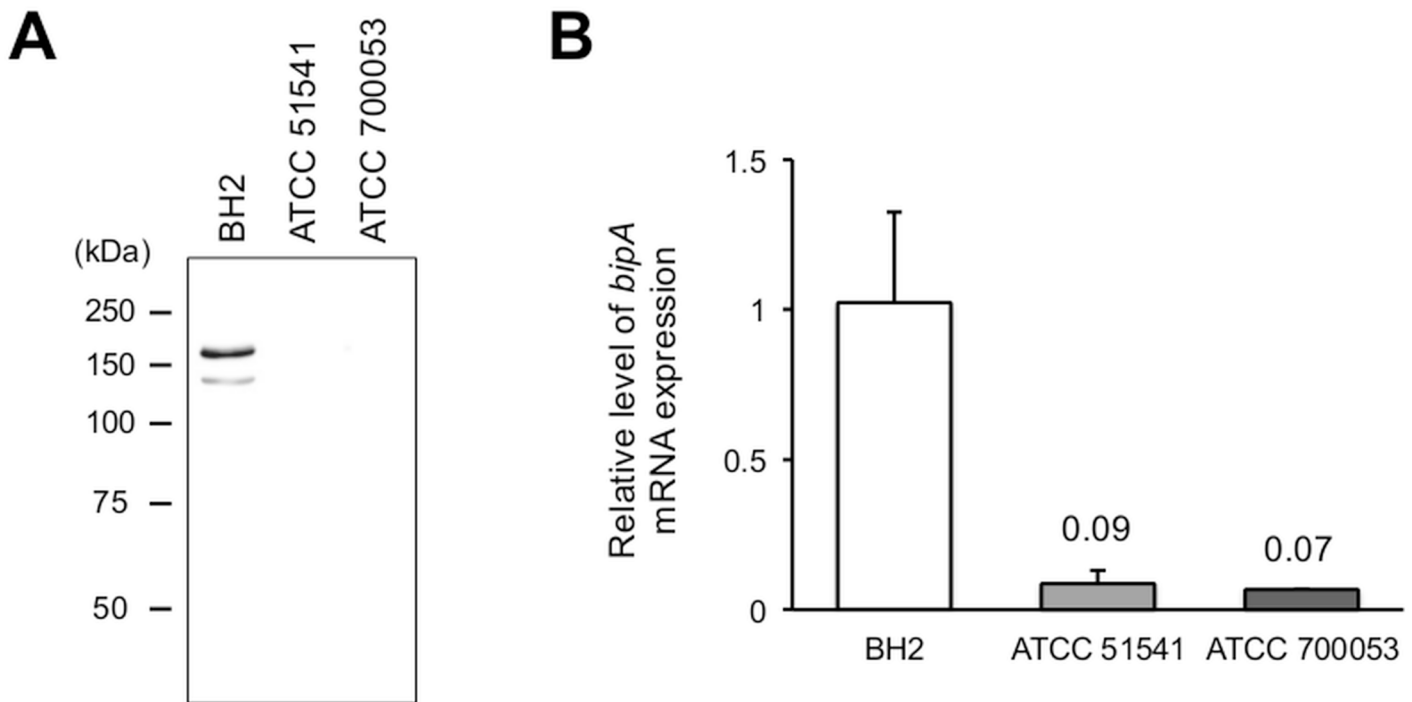 A
BH2
ATCC 51541
ATCC 700053
(kDa)
250
150
100
75
50
B
Relative level of bipA
mRNA expression
1.5
1
0.5
0
0.09
0.07
BH2
ATCC 51541
ATCC 700053